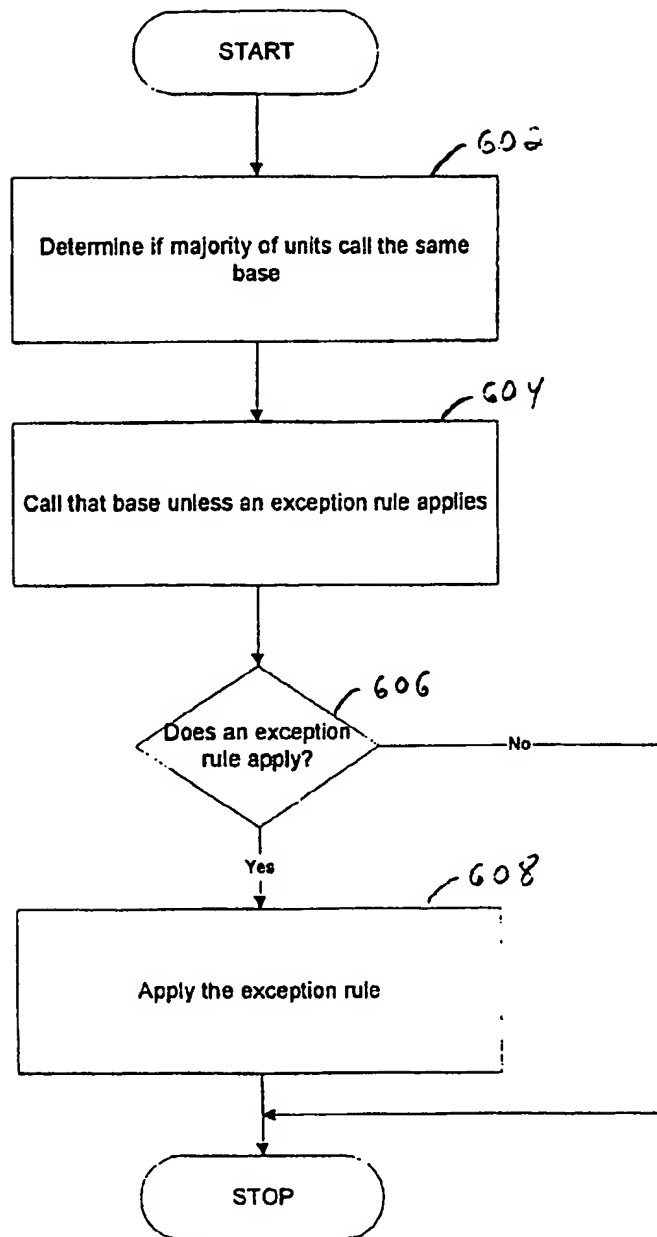 START
602
Determine if majority of units call the same
base
604
Call that base unless an exception rule applies
606
Does an exception
rule apply?
No
Yes
608
Apply the exception rule
STOP